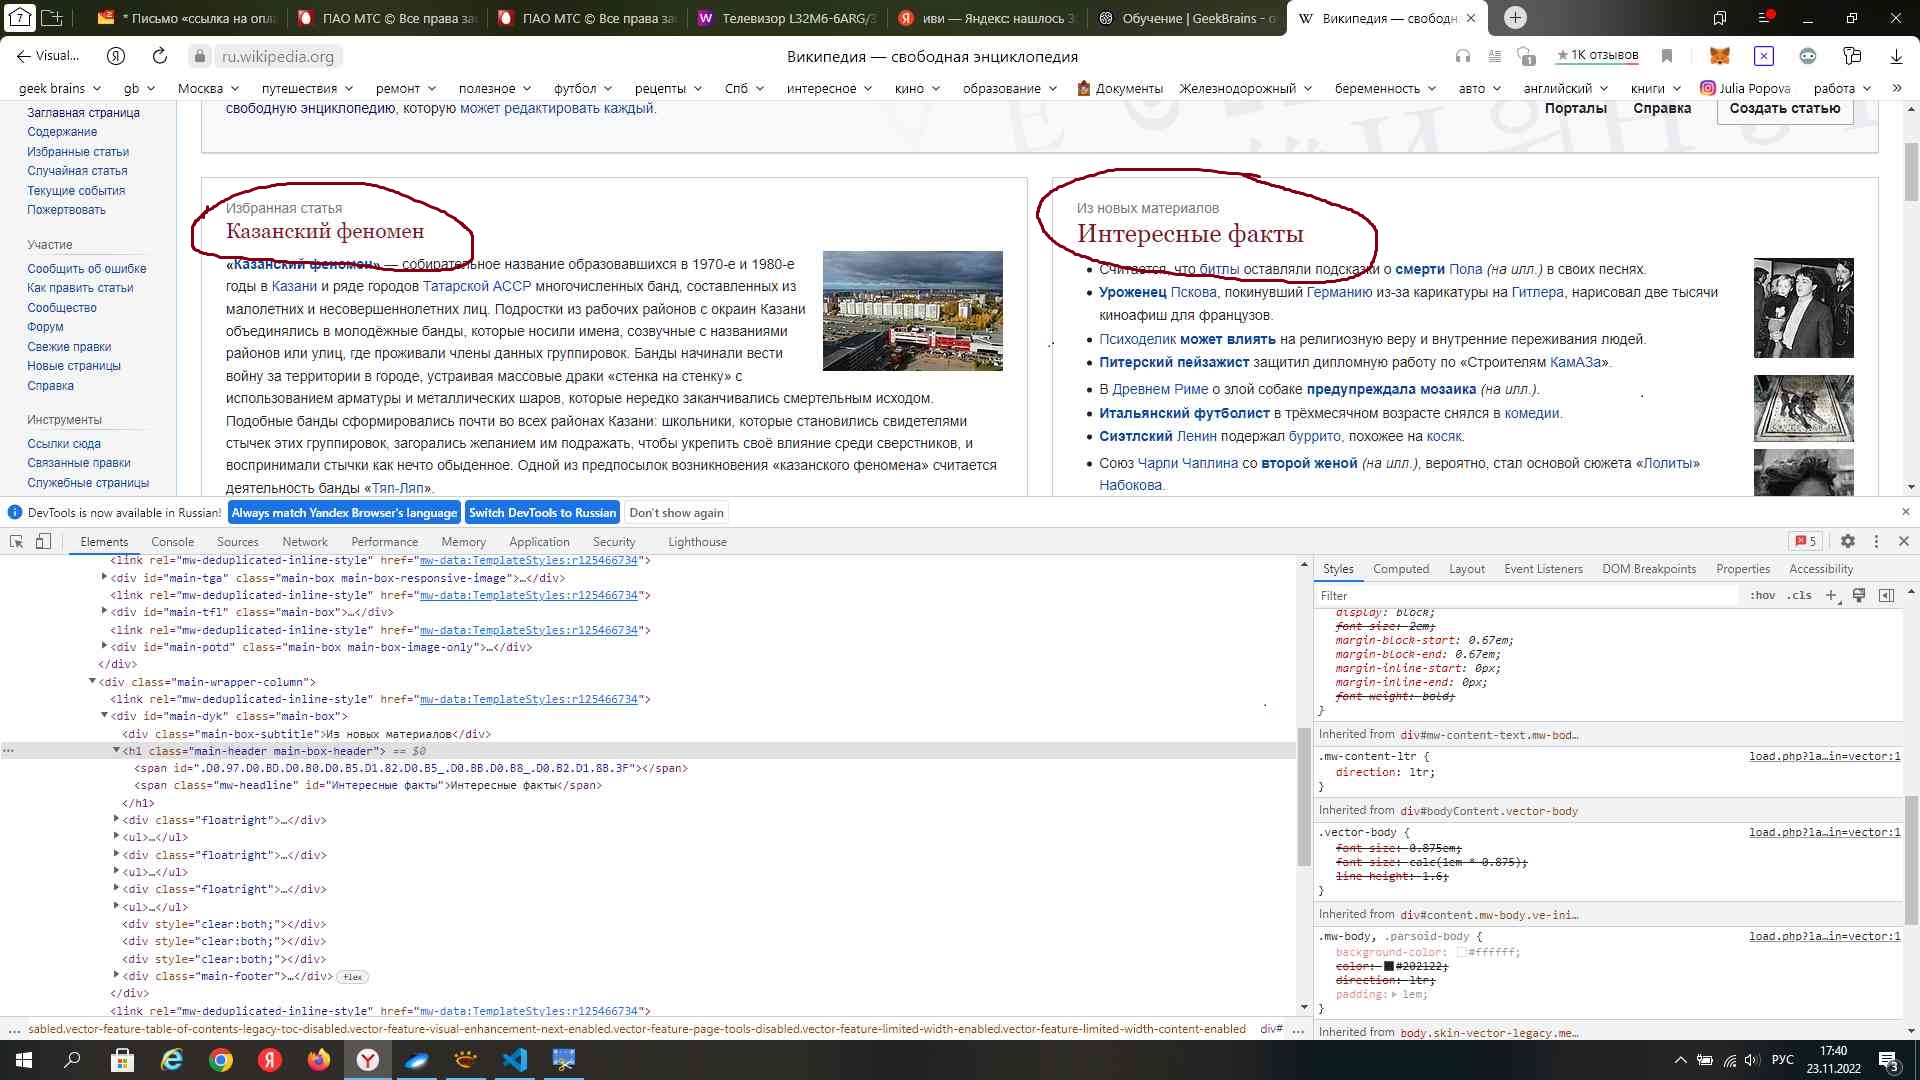 7
* Письмо «ссылка на опла
ПАО МТС © Все права за
ПАО МТС © Все права за
Телевизор L32M6-6ARG/
иви — Яндекс: нашлось 3
Обучение | GeekBrains -
Википедия — свободн
Visual...
ru.wikipedia.org
Википедия — свободная энциклопедия
1
1K отзывов
geek brains
gb
Москва
путешествия
ремонт
полезное
футбол
рецепты
Спб
интересное
кино
образование
Документы
Железнодорожный
беременность
авто
английский
книги
Julia Popova
работа
Заглавная страница
Содержание
Избранные статьи
Случайная статья
Текущие события
Пожертвовать
Участие
Сообщить об ошибке
Как править статьи
Сообщество
Форум
Свежие правки
Новые страницы
Справка
Инструменты
Ссылки сюда
Связанные правки
Служебные страницы
свободную энциклопедию, которую может редактировать каждый.
Порталы
Справка
Создать статью
Избранная статья
Казанский феномен
«Казанский феномен» — собирательное название образовавшихся в 1970-е и 1980-е
годы в Казани и ряде городов Татарской АССР многочисленных банд, составленных из
малолетних и несовершеннолетних лиц. Подростки из рабочих районов с окраин Казани
объединялись в молодёжные банды, которые носили имена, созвучные с названиями
районов или улиц, где проживали члены данных группировок. Банды начинали вести
войну за территории в городе, устраивая массовые драки «стенка на стенку» с
использованием арматуры и металлических шаров, которые нередко заканчивались смертельным исходом.
Подобные банды сформировались почти во всех районах Казани: школьники, которые становились свидетелями
стычек этих группировок, загорались желанием им подражать, чтобы укрепить своё влияние среди сверстников, и
воспринимали стычки как нечто обыденное. Одной из предпосылок возникновения «казанского феномена» считается
деятельность банды «Тяп-Ляп».
Из новых материалов
Интересные факты
Считается, что битлы оставляли подсказки о смерти Пола (на илл.) в своих песнях.
Уроженец Пскова, покинувший Германию из-за карикатуры на Гитлера, нарисовал две тысячи
киноафиш для французов.
Психоделик может влиять на религиозную веру и внутренние переживания людей.
Питерский пейзажист защитил дипломную работу по «Строителям КамАЗа».
В Древнем Риме о злой собаке предупреждала мозаика (на илл.).
Итальянский футболист в трёхмесячном возрасте снялся в комедии.
Сиэтлский Ленин подержал буррито, похожее на косяк.
Союз Чарли Чаплина со второй женой (на илл.), вероятно, стал основой сюжета «Лолиты»
Набокова.
DevTools is now available in Russian!
Always match Yandex Browser's language
Switch DevTools to Russian
Don't show again
Elements
Console
Sources
Network
Performance
Memory
Application
Security
Lighthouse
5
<link rel="mw-deduplicated-inline-style" href="mw-data:TemplateStyles:r125466734">
<div id="main-tga" class="main-box main-box-responsive-image">…</div>
<link rel="mw-deduplicated-inline-style" href="mw-data:TemplateStyles:r125466734">
<div id="main-tfl" class="main-box">…</div>
<link rel="mw-deduplicated-inline-style" href="mw-data:TemplateStyles:r125466734">
<div id="main-potd" class="main-box main-box-image-only">…</div>
</div>
<div class="main-wrapper-column">
<link rel="mw-deduplicated-inline-style" href="mw-data:TemplateStyles:r125466734">
<div id="main-dyk" class="main-box">
<div class="main-box-subtitle">Из новых материалов</div>
<h1 class="main-header main-box-header"> == $0
<span id=".D0.97.D0.BD.D0.B0.D0.B5.D1.82.D0.B5_.D0.BB.D0.B8_.D0.B2.D1.8B.3F"></span>
<span class="mw-headline" id="Интересные факты">Интересные факты</span>
</h1>
<div class="floatright">…</div>
<ul>…</ul>
<div class="floatright">…</div>
<ul>…</ul>
<div class="floatright">…</div>
<ul>…</ul>
<div style="clear:both;"></div>
<div style="clear:both;"></div>
<div style="clear:both;"></div>
<div class="main-footer">…</div> flex
</div>
<link rel="mw-deduplicated-inline-style" href="mw-data:TemplateStyles:r125466734">
... sabled.vector-feature-table-of-contents-legacy-toc-disabled.vector-feature-visual-enhancement-next-enabled.vector-feature-page-tools-disabled.vector-feature-limited-width-enabled.vector-feature-limited-width-content-enabled div# ...
Styles
Computed
Layout
Event Listeners
DOM Breakpoints
Properties
Accessibility
Filter
:hov
.cls
display: block;
font-size: 2em;
margin-block-start: 0.67em;
margin-block-end: 0.67em;
margin-inline-start: 0px;
margin-inline-end: 0px;
font-weight: bold;
}
Inherited from div#mw-content-text.mw-bod…
.mw-content-ltr {
load.php?la…in=vector:1
direction: ltr;
}
Inherited from div#bodyContent.vector-body
.vector-body {
load.php?la…in=vector:1
font-size: 0.875em;
font-size: calc(1em * 0.875);
line-height: 1.6;
}
Inherited from div#content.mw-body.ve-ini…
.mw-body, .parsoid-body {
load.php?la…in=vector:1
background-color: #ffffff;
color: #202122;
direction: ltr;
padding: 1em;
}
Inherited from body.skin-vector-legacy.me…
РУС
17:40
23.11.2022
3